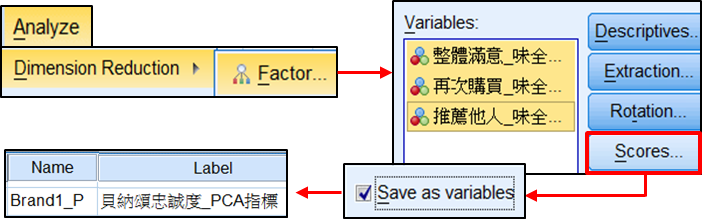 Analyze
Dimension Reduction
Factor...
Variables:
整體滿意_味全...
再次購買_味全...
推薦他人_味全...
Descriptives...
Extraction...
Rotation...
Scores...
Save as variables
Name Label
Brand1_P 貝納頌忠誠度_PCA指標